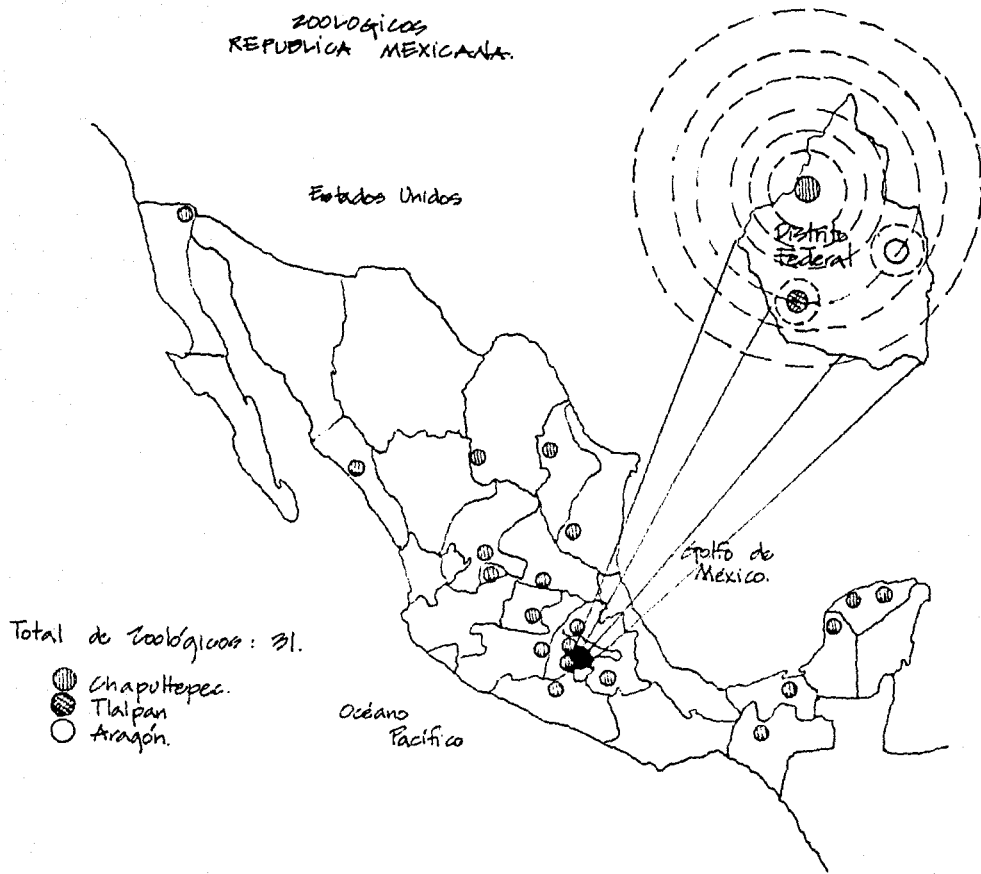 ZOOLOGICOS
REPUBLICA MEXICANA.
Estados Unidos
Distrito
Federal
Golfo de
México.
Total de Zoológicos: 31.
Chapultepec.
Tlalpan
Aragón.
Océano
Pacífico